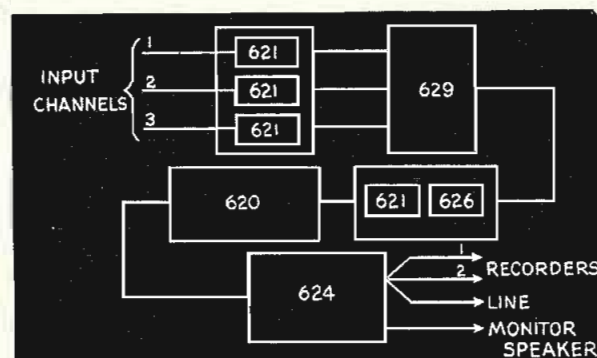 INPUT
CHANNELS
1
2
3
621
621
621
629
620
621
626
624
1
2
RECORDERS
LINE
MONITOR
SPEAKER